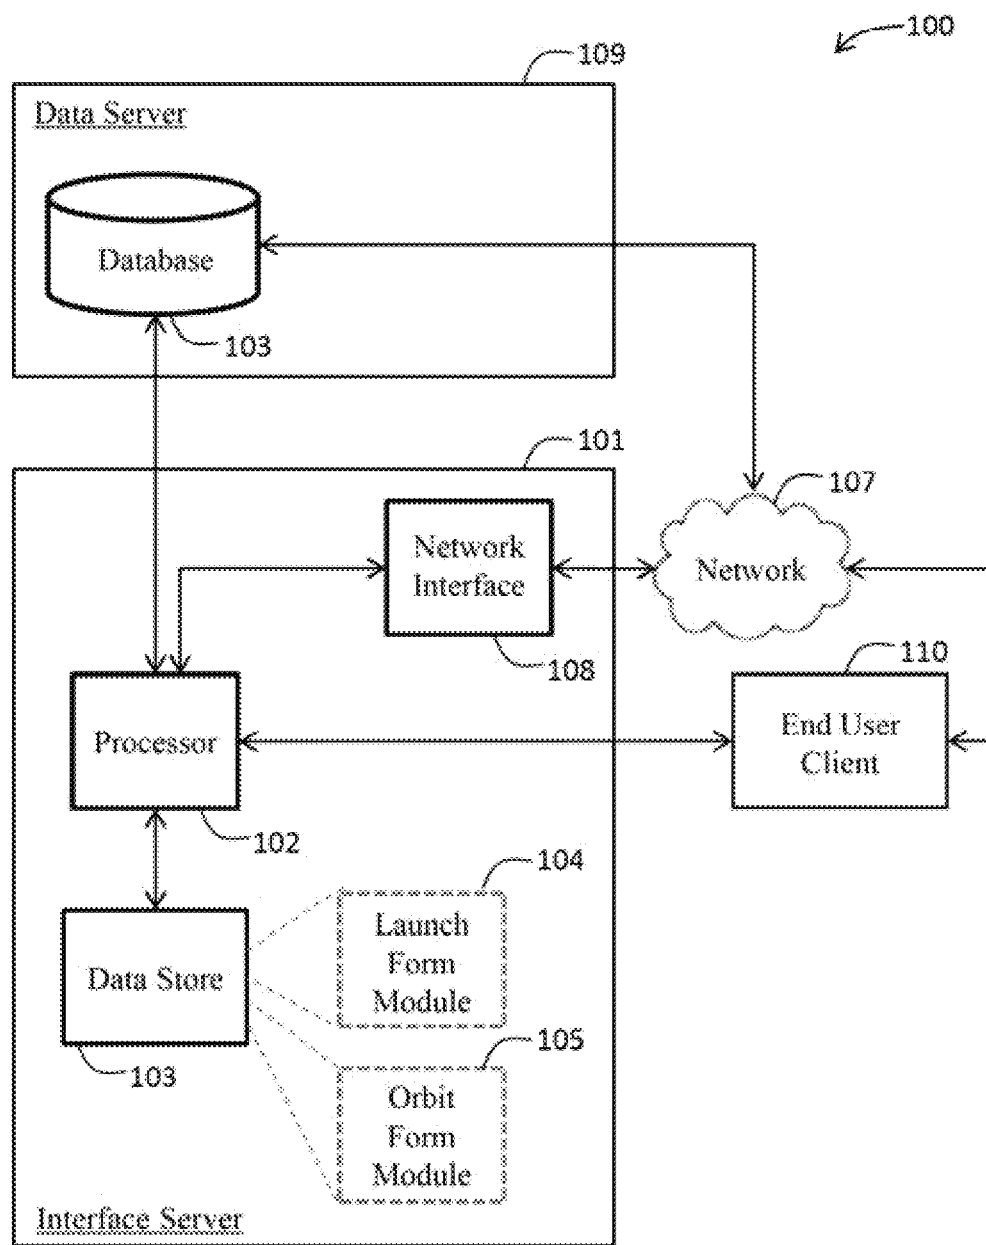 100
109
Data Server
Database
103
101
107
Network
Interface
Network
108
110
Processor
End User
Client
102
104
Launch
Form
Module
Data Store
105
103
Orbit
Form
Module
Interface Server